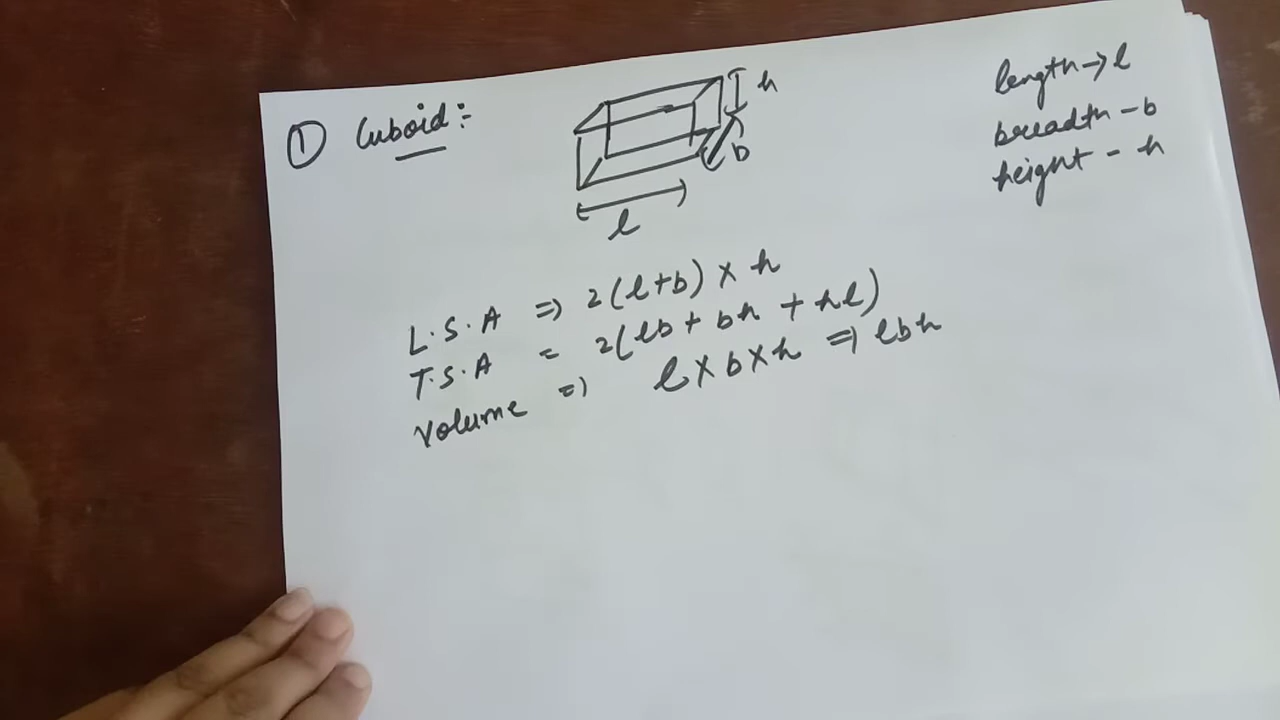 ① Cuboid :-
h
b
l
length → l
breadth - b
height - h
L.S.A ⇒ 2(l+b) × h
T.S.A = 2(lb + bh + hl)
Volume ⇒ l × b × h ⇒ lbh